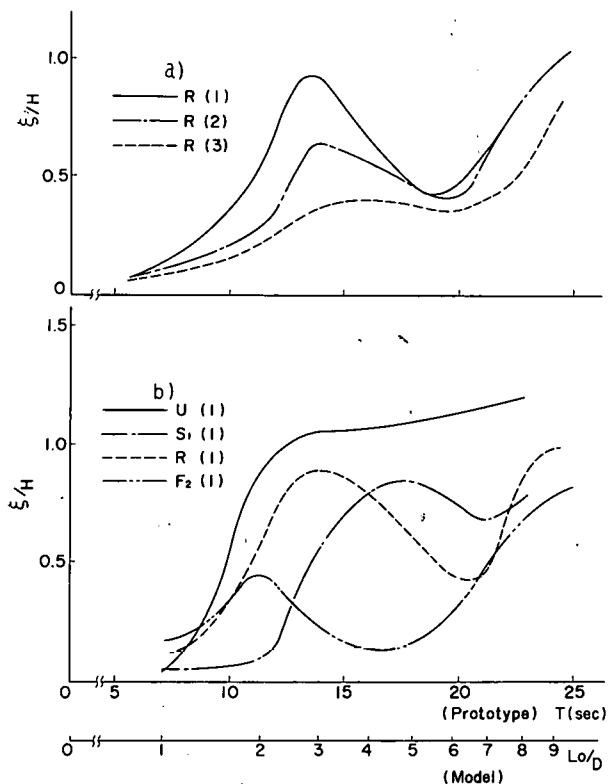 a)
1.0
R (1)
R (2)
R (3)
0.5
ξ/H
0
b)
1.5
U (1)
S₁ (1)
R (1)
F₂ (1)
1.0
ξ/H
0.5
0 5 10 15 20 25
(Prototype) T(sec)
0 1 2 3 4 5 6 7 8 9 Lo/D
(Model)